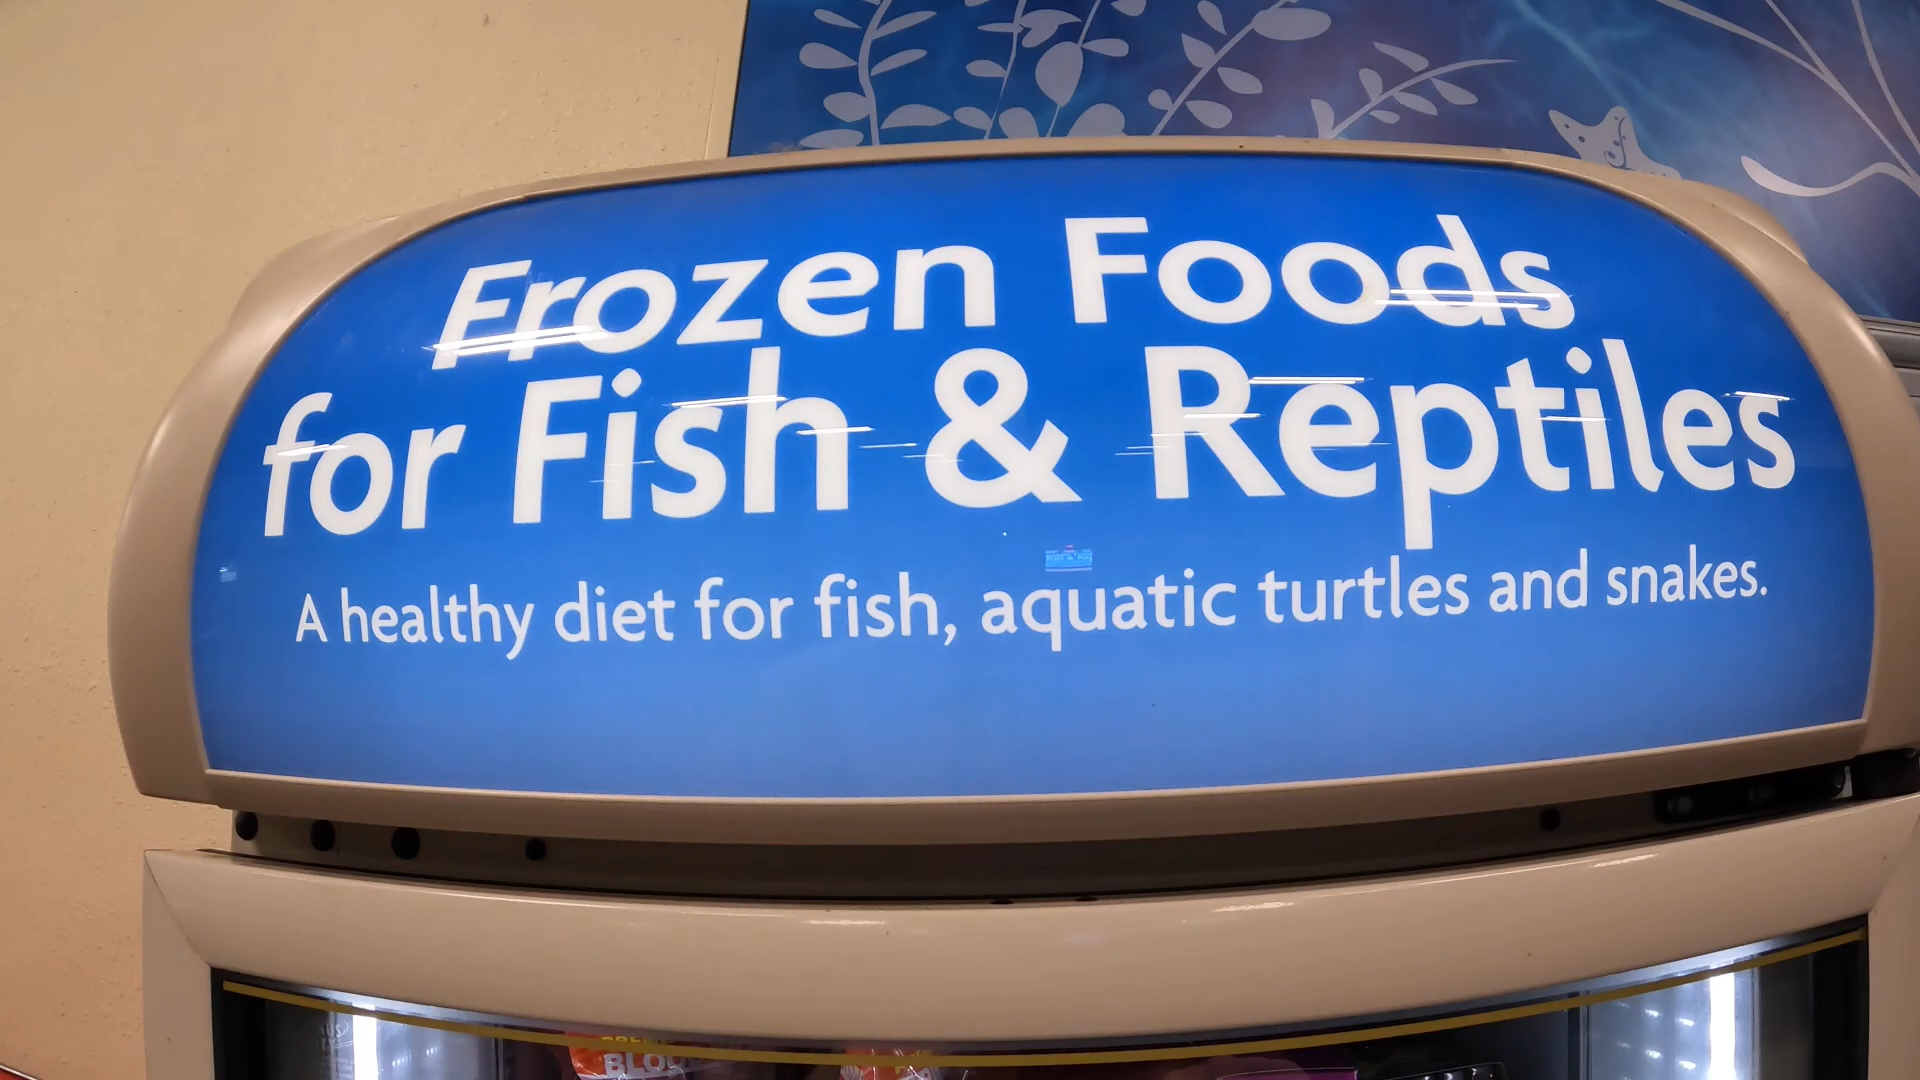 Frozen Foods
for Fish & Reptiles
A healthy diet for fish, aquatic turtles and snakes.